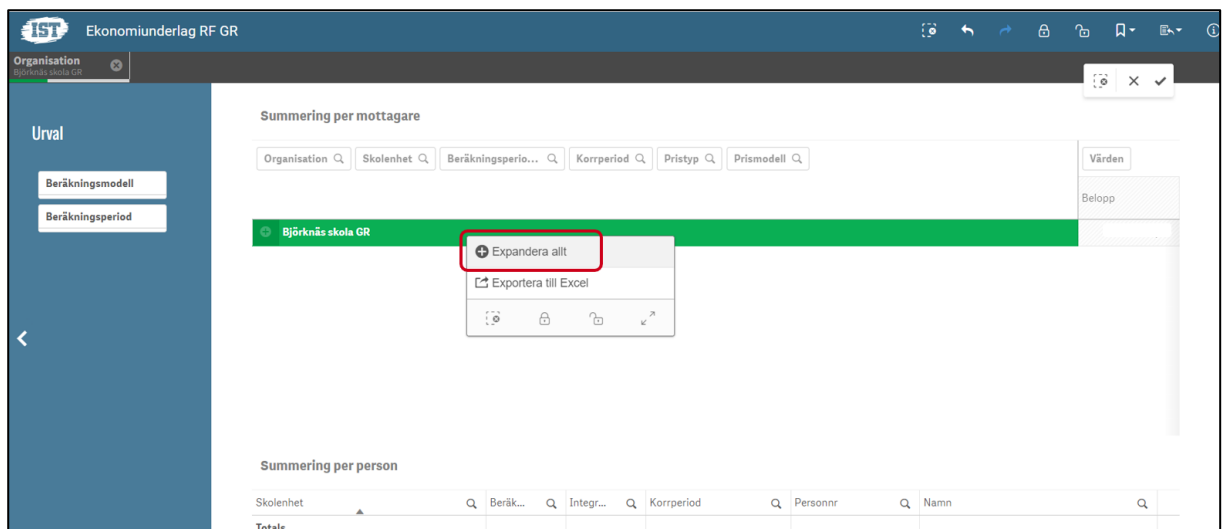 IST Ekonomiunderlag RF GR
Organisation
Björknäs skola GR
Urval
Beräkningsmodell
Beräkningsperiod
Summering per mottagare
Organisation Skolenhet Beräkningsperio... Korrperiod Pristyp Prismodell Värden
Belopp
Björknäs skola GR
Expandera allt
Exportera till Excel
Summering per person
Skolenhet Beräk... Integr... Korrperiod Personnr Namn
Totals